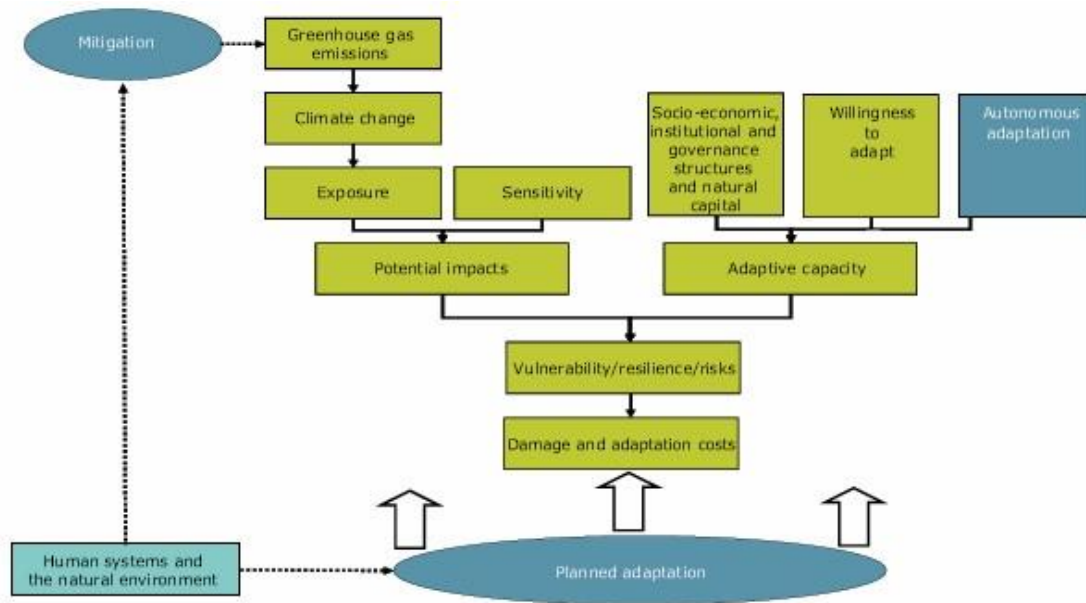 Mitigation
Greenhouse gas
emissions
Climate change
Exposure
Sensitivity
Socio-economic,
institutional and
governance
structures
and natural
capital
Willingness
to
adapt
Autonomous
adaptation
Potential impacts
Adaptive capacity
Vulnerability/resilience/risks
Damage and adaptation costs
Human systems and
the natural environment
Planned adaptation